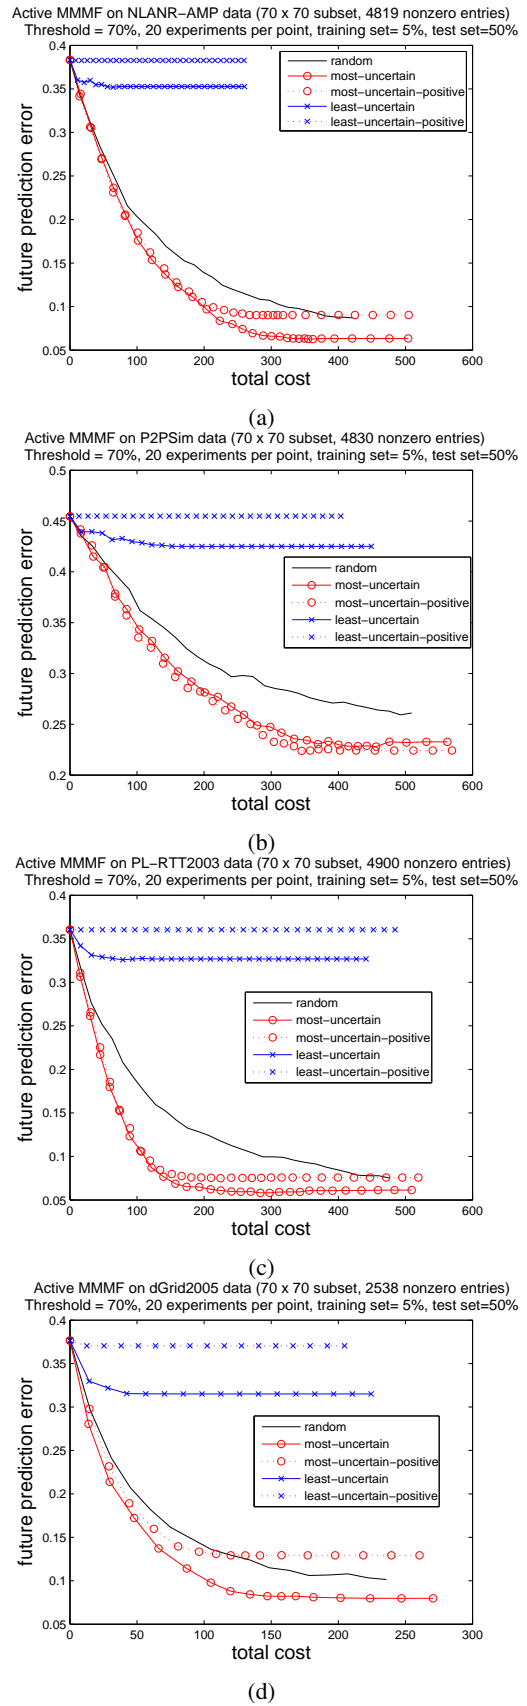 Active MMMF on NLANR−AMP data (70 x 70 subset, 4819 nonzero entries)
Threshold = 70%, 20 experiments per point, training set= 5%, test set=50%
0.4
0.35
0.3
0.25
0.2
0.15
0.1
0.05
future prediction error
random
most−uncertain
most−uncertain−positive
least−uncertain
least−uncertain−positive
0 100 200 300 400 500 600
total cost
(a)
Active MMMF on P2PSim data (70 x 70 subset, 4830 nonzero entries)
Threshold = 70%, 20 experiments per point, training set= 5%, test set=50%
0.5
0.45
0.4
0.35
0.3
0.25
0.2
future prediction error
random
most−uncertain
most−uncertain−positive
least−uncertain
least−uncertain−positive
0 100 200 300 400 500 600
total cost
(b)
Active MMMF on PL−RTT2003 data (70 x 70 subset, 4900 nonzero entries)
Threshold = 70%, 20 experiments per point, training set= 5%, test set=50%
0.4
0.35
0.3
0.25
0.2
0.15
0.1
0.05
future prediction error
random
most−uncertain
most−uncertain−positive
least−uncertain
least−uncertain−positive
0 100 200 300 400 500 600
total cost
(c)
Active MMMF on dGrid2005 data (70 x 70 subset, 2538 nonzero entries)
Threshold = 70%, 20 experiments per point, training set= 5%, test set=50%
0.4
0.35
0.3
0.25
0.2
0.15
0.1
0.05
future prediction error
random
most−uncertain
most−uncertain−positive
least−uncertain
least−uncertain−positive
0 50 100 150 200 250 300
total cost
(d)